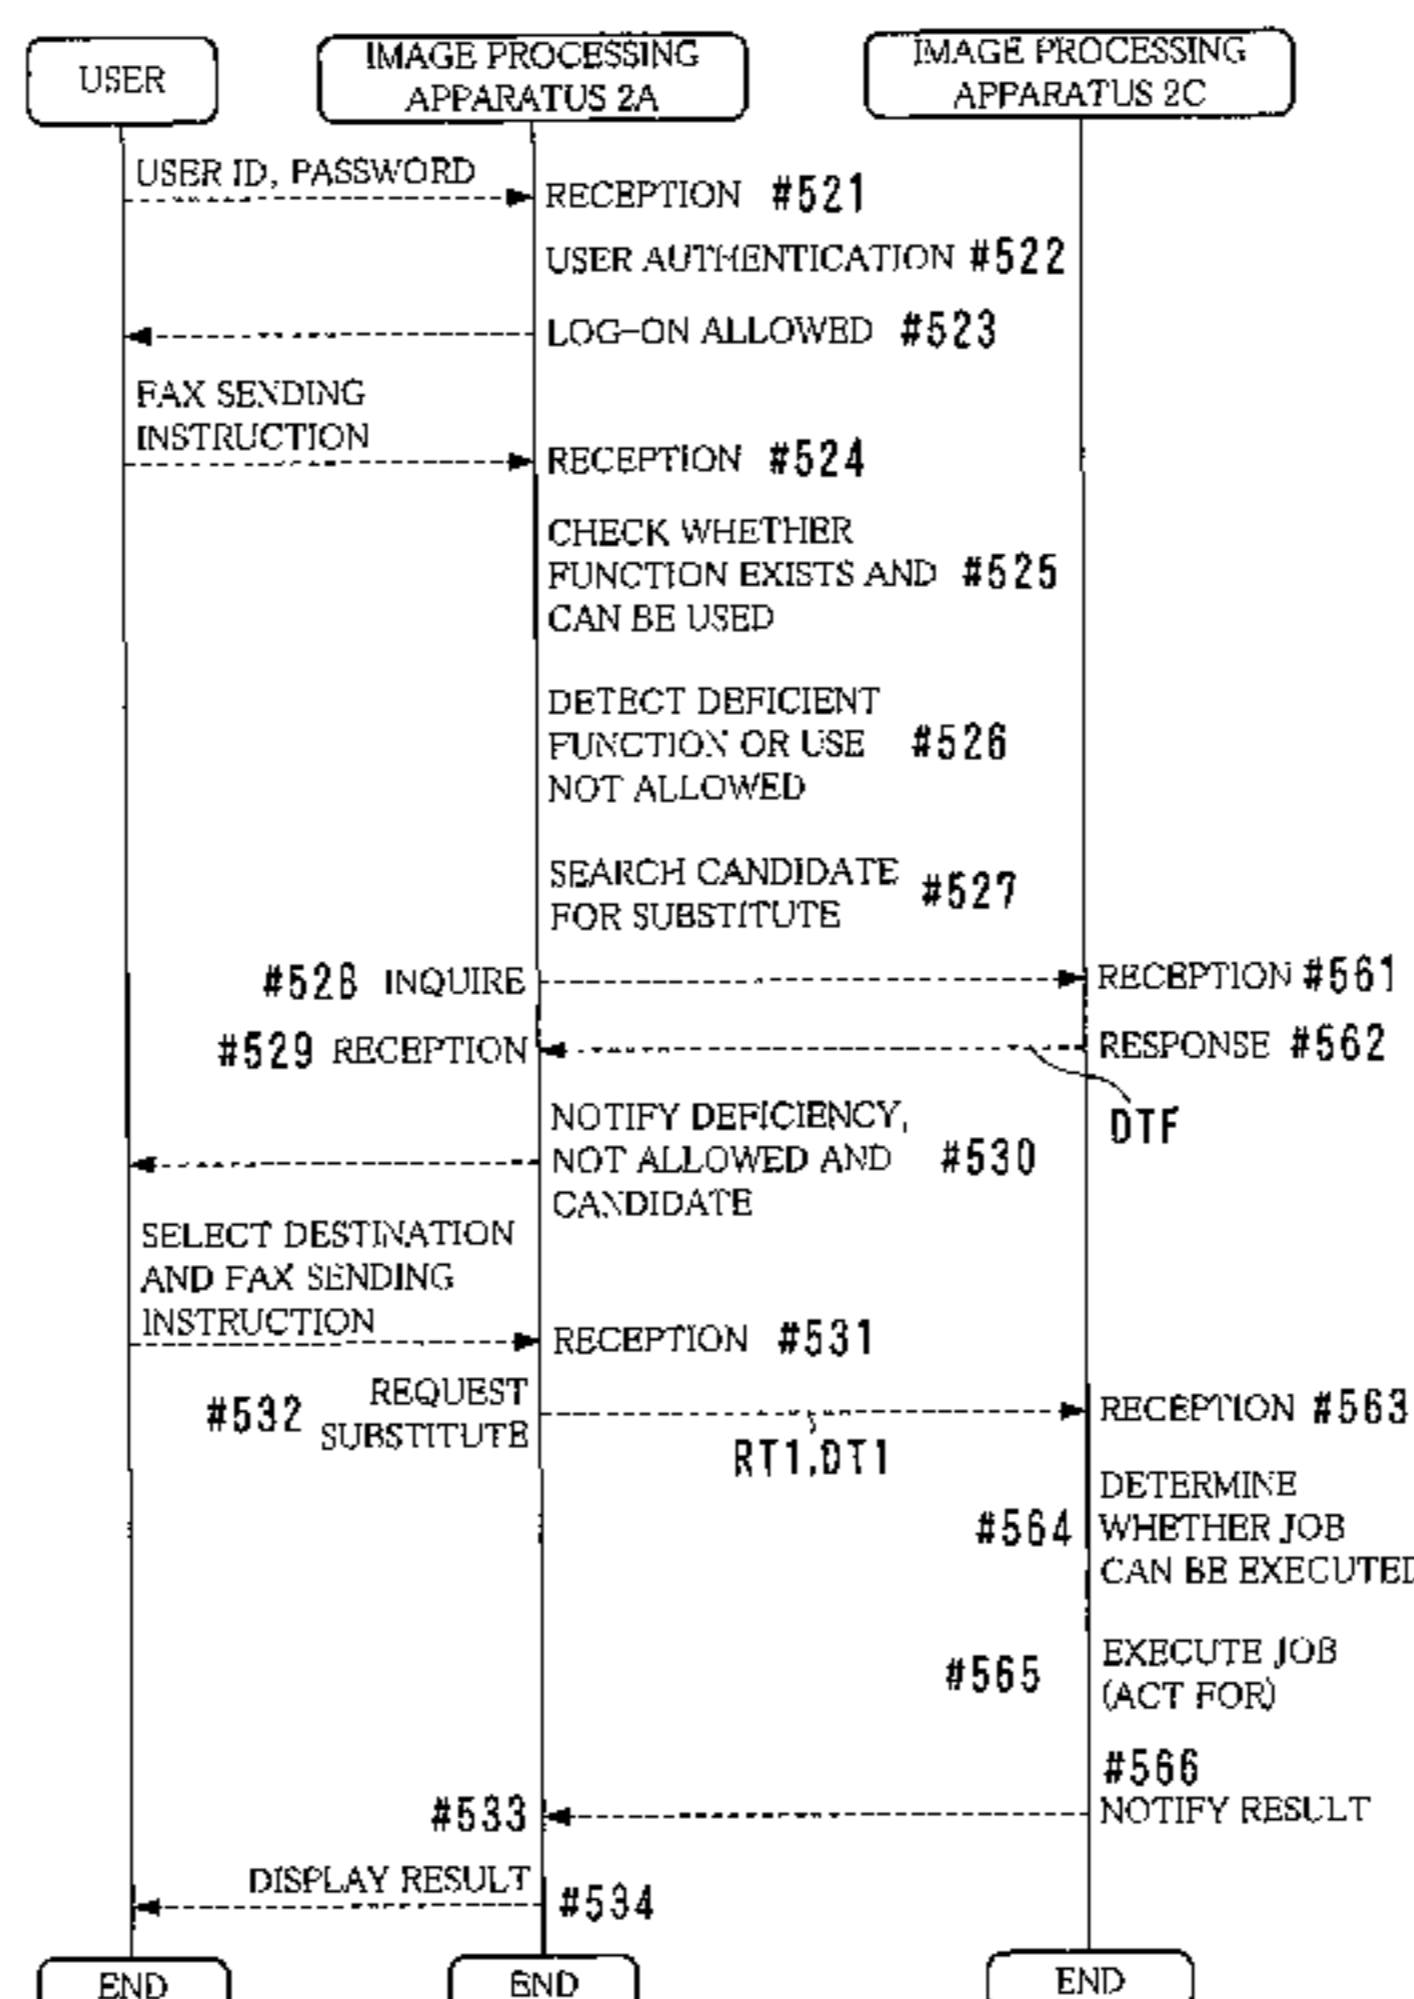 USER
IMAGE PROCESSING
APPARATUS 2A
IMAGE PROCESSING
APPARATUS 2C
USER ID, PASSWORD
RECEPTION #521
USER AUTHENTICATION #522
LOG-ON ALLOWED #523
FAX SENDING
INSTRUCTION
RECEPTION #524
CHECK WHETHER
FUNCTION EXISTS AND #525
CAN BE USED
DETECT DEFICIENT
FUNCTION OR USE #526
NOT ALLOWED
SEARCH CANDIDATE
FOR SUBSTITUTE #527
#528 INQUIRE
RECEPTION #561
#529 RECEPTION
RESPONSE #562
DTF
NOTIFY DEFICIENCY,
NOT ALLOWED AND #530
CANDIDATE
SELECT DESTINATION
AND FAX SENDING
INSTRUCTION
RECEPTION #531
#532 REQUEST
SUBSTITUTE
RT1,DT1
RECEPTION #563
DETERMINE
#564 WHETHER JOB
CAN BE EXECUTED
#565 EXECUTE JOB
(ACT FOR)
#566
NOTIFY RESULT
#533
DISPLAY RESULT
#534
END
END
END